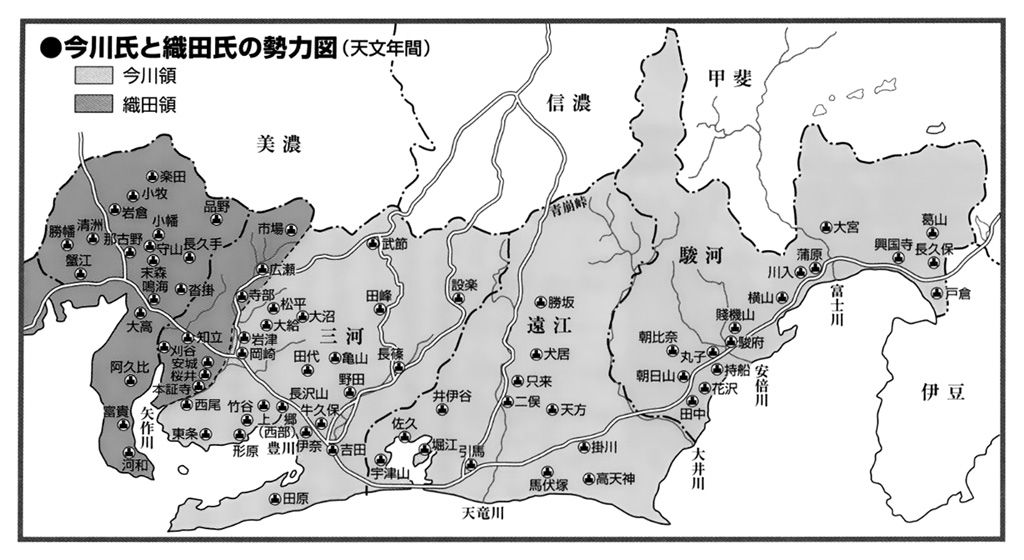 ●今川氏と織田氏の勢力図(天文年間)
今川領
織田領
美濃
信濃
甲斐
駿河
遠江
三河
伊豆
青崩峠
楽田
小牧
岩倉
品野
清洲
小幡
勝幡
那古野
守山
長久手
蟹江
末森
鳴海
沓掛
大高
知立
刈谷
安城
桜井
本証寺
阿久比
富貴
河和
矢作川
市場
広瀬
武節
寺部
松平
大沼
大給
岩津
岡崎
田峰
設楽
田代
亀山
長篠
長沢山
野田
牛久保
西尾
竹谷
上ノ郷
(西部)
東条
形原
豊川
伊奈
吉田
田原
宇津山
佐久
堀江
井伊谷
引馬
天竜川
勝坂
犬居
只来
二俣
天方
掛川
馬伏塚
高天神
大井川
朝比奈
丸子
朝日山
田中
花沢
持船
駿府
賤機山
安倍川
横山
川入
蒲原
富士川
大宮
興国寺
葛山
長久保
戸倉